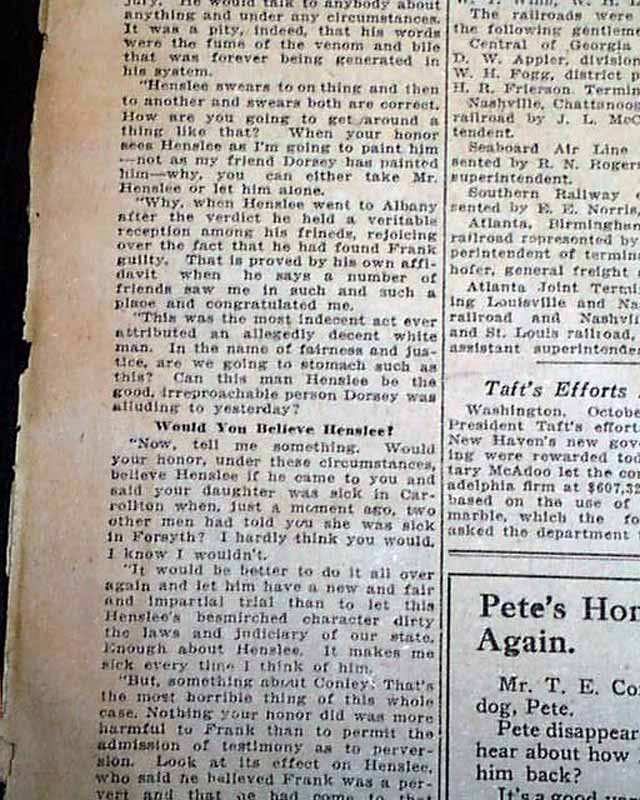 jury. He would talk to anybody about
anything and under any circumstances.
It was a pity, indeed, that his words
were the fume of the venom and bile
that was forever being generated in
his system.
"Henslee swears to on thing and then
to another and swears both are correct.
How are you going to get around a
thing like that? When your honor
sees Henslee as I'm going to paint him
—not as my friend Dorsey has painted
him—why, you can either take Mr.
Henslee or let him alone.
"Why, when Henslee went to Albany
after the verdict he held a veritable
reception among his frineds, rejoicing
over the fact that he had found Frank
guilty. That is proved by his own affi-
davit when he says a number of
friends saw me in such and such a
place and congratulated me.
"This was the most indecent act ever
attributed an allegedly decent white
man. In the name of fairness and jus-
tice, are we going to stomach such as
this? Can this man Henslee be the
good, irreproachable person Dorsey was
alluding to yesterday?
Would You Believe Henslee?
"Now, tell me something. Would
your honor, under these circumstances,
believe Henslee if he came to you and
said your daughter was sick in Car-
rollton when, just a moment ago, two
other men had told you she was sick
in Forsyth? I hardly think you would.
I know I wouldn't.
"It would be better to do it all over
again and let him have a new and fair
and impartial trial than to let this
Henslee's besmirched character dirty
the laws and judiciary of our state.
Enough about Henslee. It makes me
sick every time I think of him.
"But, something about Conley: That's
the most horrible thing of this whole
case. Nothing your honor did was more
harmful to Frank than to permit the
admission of testimony as to perver-
sion. Look at its effect on Henslee,
who said he believed Frank was a per-
vert and that he had come to
The railroads were
the following gentleme
Central of Georgia
D. W. Appler, division
W. H. Fogg, district p
H. R. Frierson. Termin
Nashville, Chattanoog
railroad by J. L. McC
tendent.
Seaboard Air Line
sented by R. N. Rogers
superintendent.
Southern Railway
sented by E. E. Norris,
Atlanta, Birmingham
railroad represented by
perintendent of termin
hofer, general freight
Atlanta Joint Termi
ing Louisville and Na
railroad and Nashvil
and St. Louis railroad,
assistant superintende
Taft's Efforts
Washington, Octobe
President Taft's effort
New Haven's new gove
ing were rewarded tod
tary McAdoo let the con
adelphia firm at $607,32
based on the use of
marble, which the fo
asked the department
Pete's Hon
Again.
Mr. T. E. Co
dog, Pete.
Pete disappear
hear about how
him back?
It's a good